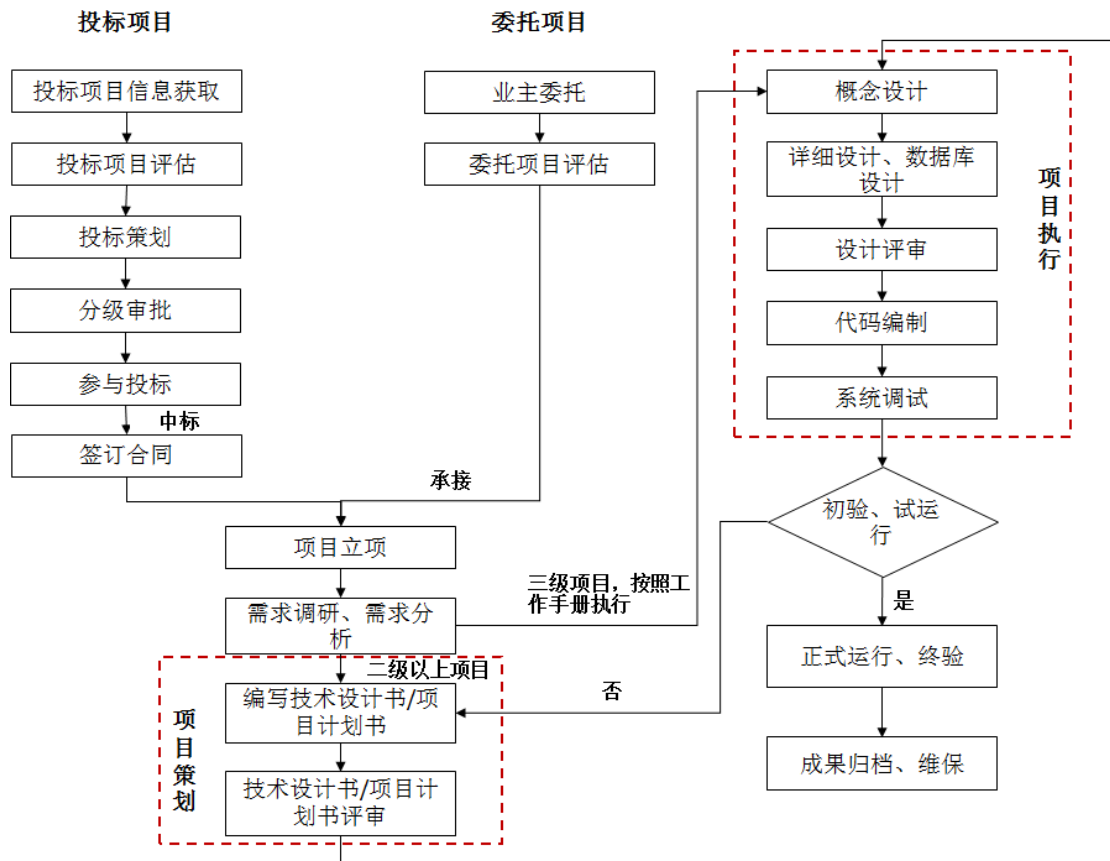 投标项目
委托项目
投标项目信息获取
投标项目评估
投标策划
分级审批
参与投标
中标
签订合同
业主委托
委托项目评估
承接
项目立项
需求调研、需求分
析
三级项目，按照工
作手册执行
二级以上项目
项目策划
编写技术设计书/项
目计划书
技术设计书/项目计
划书评审
概念设计
详细设计、数据库
设计
设计评审
代码编制
系统调试
项目执行
初验、试运
行
是
否
正式运行、终验
成果归档、维保